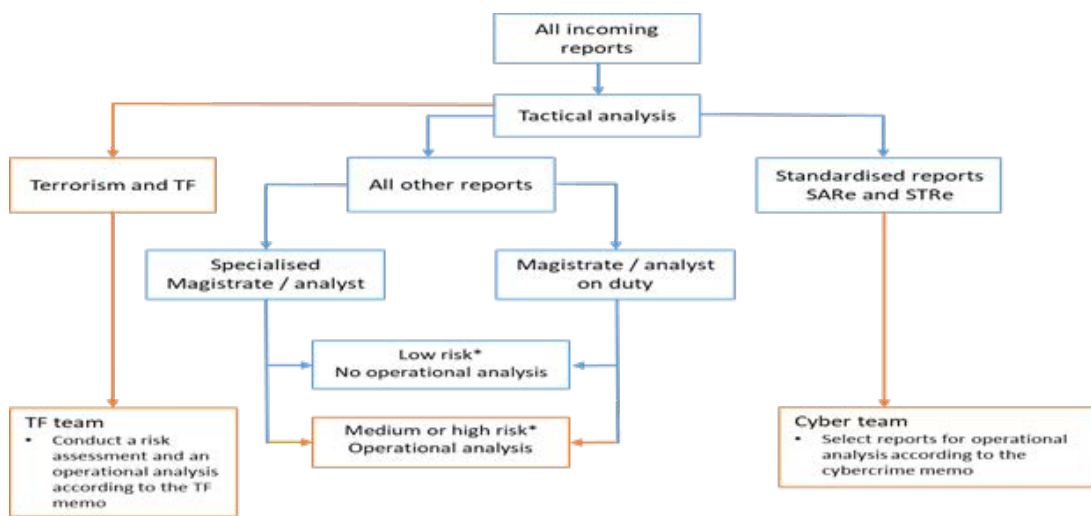 All incoming
reports
Tactical analysis
Terrorism and TF
All other reports
Standardised reports
SARe and STRe
Specialised
Magistrate / analyst
Magistrate / analyst
on duty
Low risk*
No operational analysis
Medium or high risk*
Operational analysis
TF team
• Conduct a risk
assessment and an
operational analysis
according to the TF
memo
Cyber team
• Select reports for operational
analysis according to the
cybercrime memo